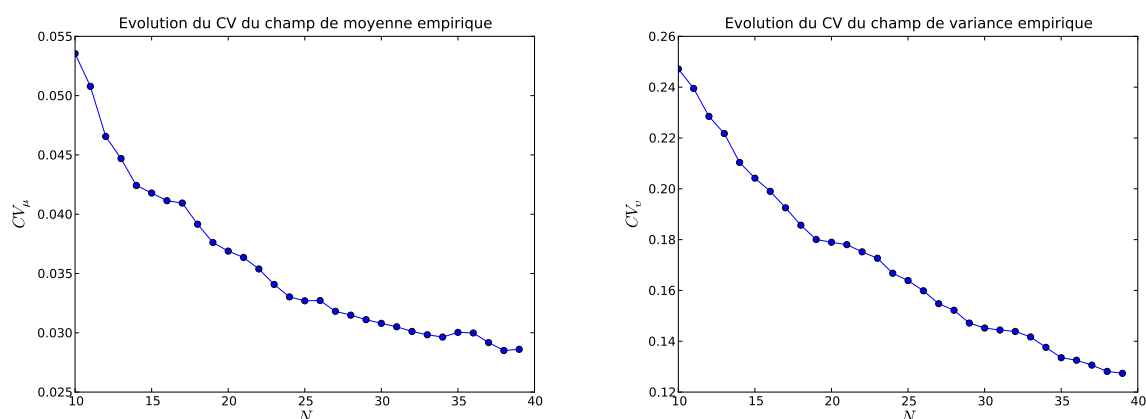 Evolution du CV du champ de moyenne empirique
0.055
0.050
0.045
0.040
0.035
0.030
0.025
CVμ
10 15 20 25 30 35 40
N
Evolution du CV du champ de variance empirique
0.26
0.24
0.22
0.20
0.18
0.16
0.14
0.12
CVv
10 15 20 25 30 35 40
N